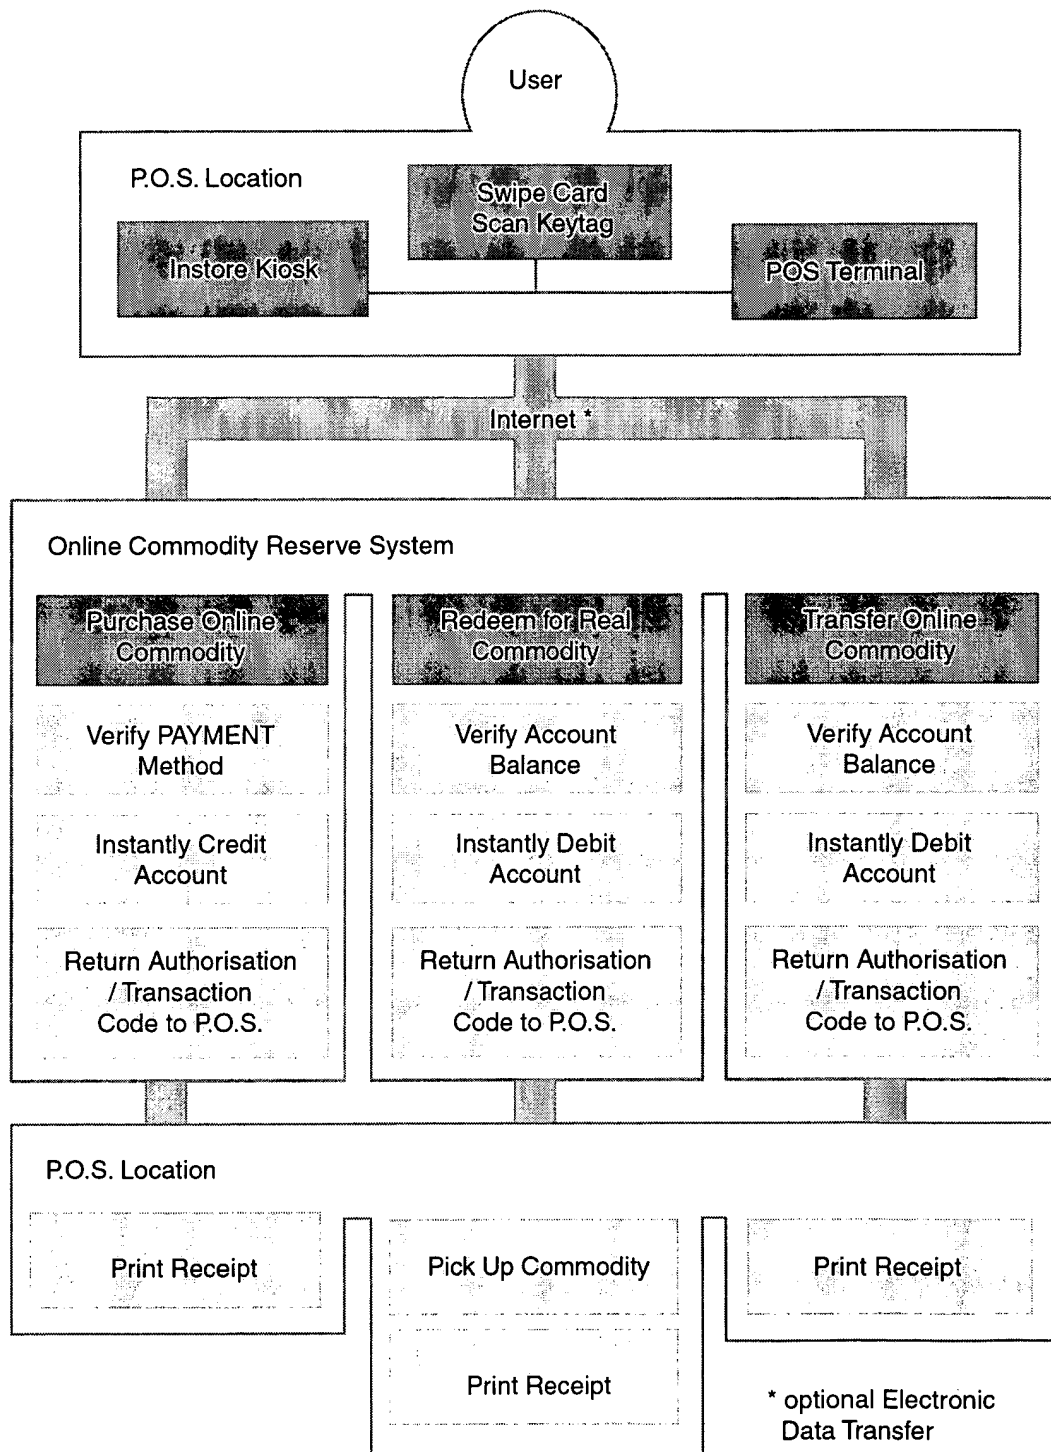 User
P.O.S. Location
Swipe Card
Scan Keytag
Instore Kiosk
POS Terminal
Internet *
Online Commodity Reserve System
Purchase Online
Commodity
Verify PAYMENT
Method
Instantly Credit
Account
Return Authorisation
/ Transaction
Code to P.O.S.
Redeem for Real
Commodity
Verify Account
Balance
Instantly Debit
Account
Return Authorisation
/ Transaction
Code to P.O.S.
Transfer Online
Commodity
Verify Account
Balance
Instantly Debit
Account
Return Authorisation
/ Transaction
Code to P.O.S.
P.O.S. Location
Print Receipt
Pick Up Commodity
Print Receipt
Print Receipt
* optional Electronic
Data Transfer